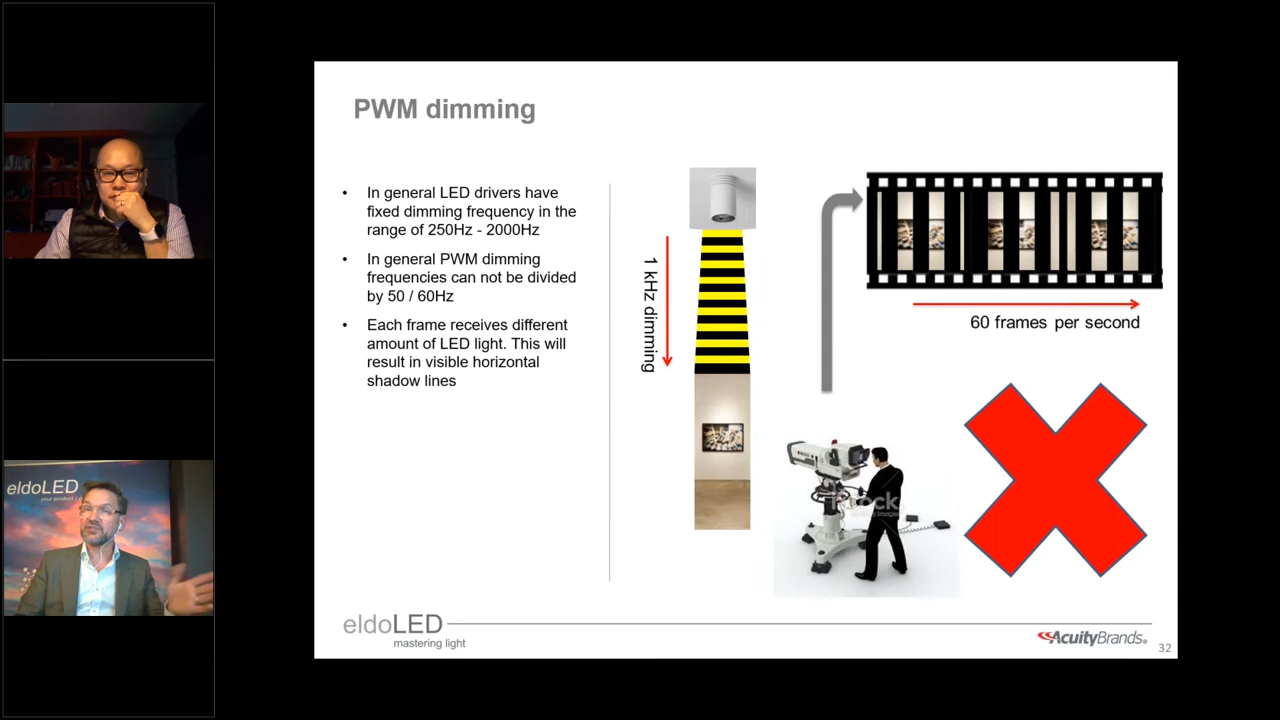 PWM dimming
• In general LED drivers have
fixed dimming frequency in the
range of 250Hz - 2000Hz
• In general PWM dimming
frequencies can not be divided
by 50 / 60Hz
• Each frame receives different
amount of LED light. This will
result in visible horizontal
shadow lines
1 kHz dimming
60 frames per second
eldoLED
mastering light
AcuityBrands®
32
eldoLED
your product